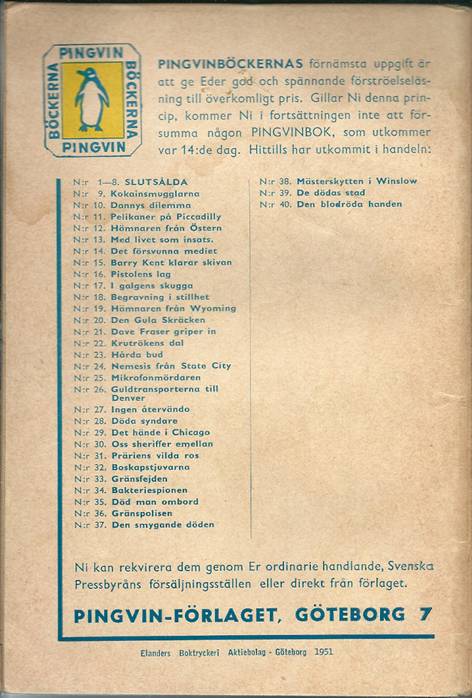 PINGVIN
BÖCKERNA
BÖCKERNA
PINGVIN
PINGVINBÖCKERNAS förnämsta uppgift är
att ge Eder god och spännande förströelseläs-
ning till överkomligt pris. Gillar Ni denna prin-
cip, kommer Ni i fortsättningen inte att för-
summa någon PINGVINBOK, som utkommer
var 14:de dag. Hittills har utkommit i handeln:
N:r 1—8. SLUTSÅLDA
N:r 9. Kokainsmugglarna
N:r 10. Dannys dilemma
N:r 11. Pelikaner på Piccadilly
N:r 12. Hämnaren från Östern
N:r 13. Med livet som insats.
N:r 14. Det försvunna mediet
N:r 15. Barry Kent klarar skivan
N:r 16. Pistolens lag
N:r 17. I galgens skugga
N:r 18. Begravning i stillhet
N:r 19. Hämnaren från Wyoming
N:r 20. Den Gula Skräcken
N:r 21. Dave Fraser griper in
N:r 22. Krutrökens dal
N:r 23. Hårda bud
N:r 24. Nemesis från State City
N:r 25. Mikrofonmördaren
N:r 26. Guldtransporterna till
Denver
N:r 27. Ingen återvändo
N:r 28. Döda syndare
N:r 29. Det hände i Chicago
N:r 30. Oss sheriffer emellan
N:r 31. Präriens vilda ros
N:r 32. Boskapstjuvarna
N:r 33. Gränsfejden
N:r 34. Bakteriespionen
N:r 35. Död man ombord
N:r 36. Gränspolisen
N:r 37. Den smygande döden
N:r 38. Mästerskytten i Winslow
N:r 39. De dödas stad
N:r 40. Den blodröda handen
Ni kan rekvirera dem genom Er ordinarie handlande, Svenska
Pressbyråns försäljningsställen eller direkt från förlaget.
PINGVIN-FÖRLAGET, GÖTEBORG 7
Elanders Boktryckeri Aktiebolag - Göteborg 1951